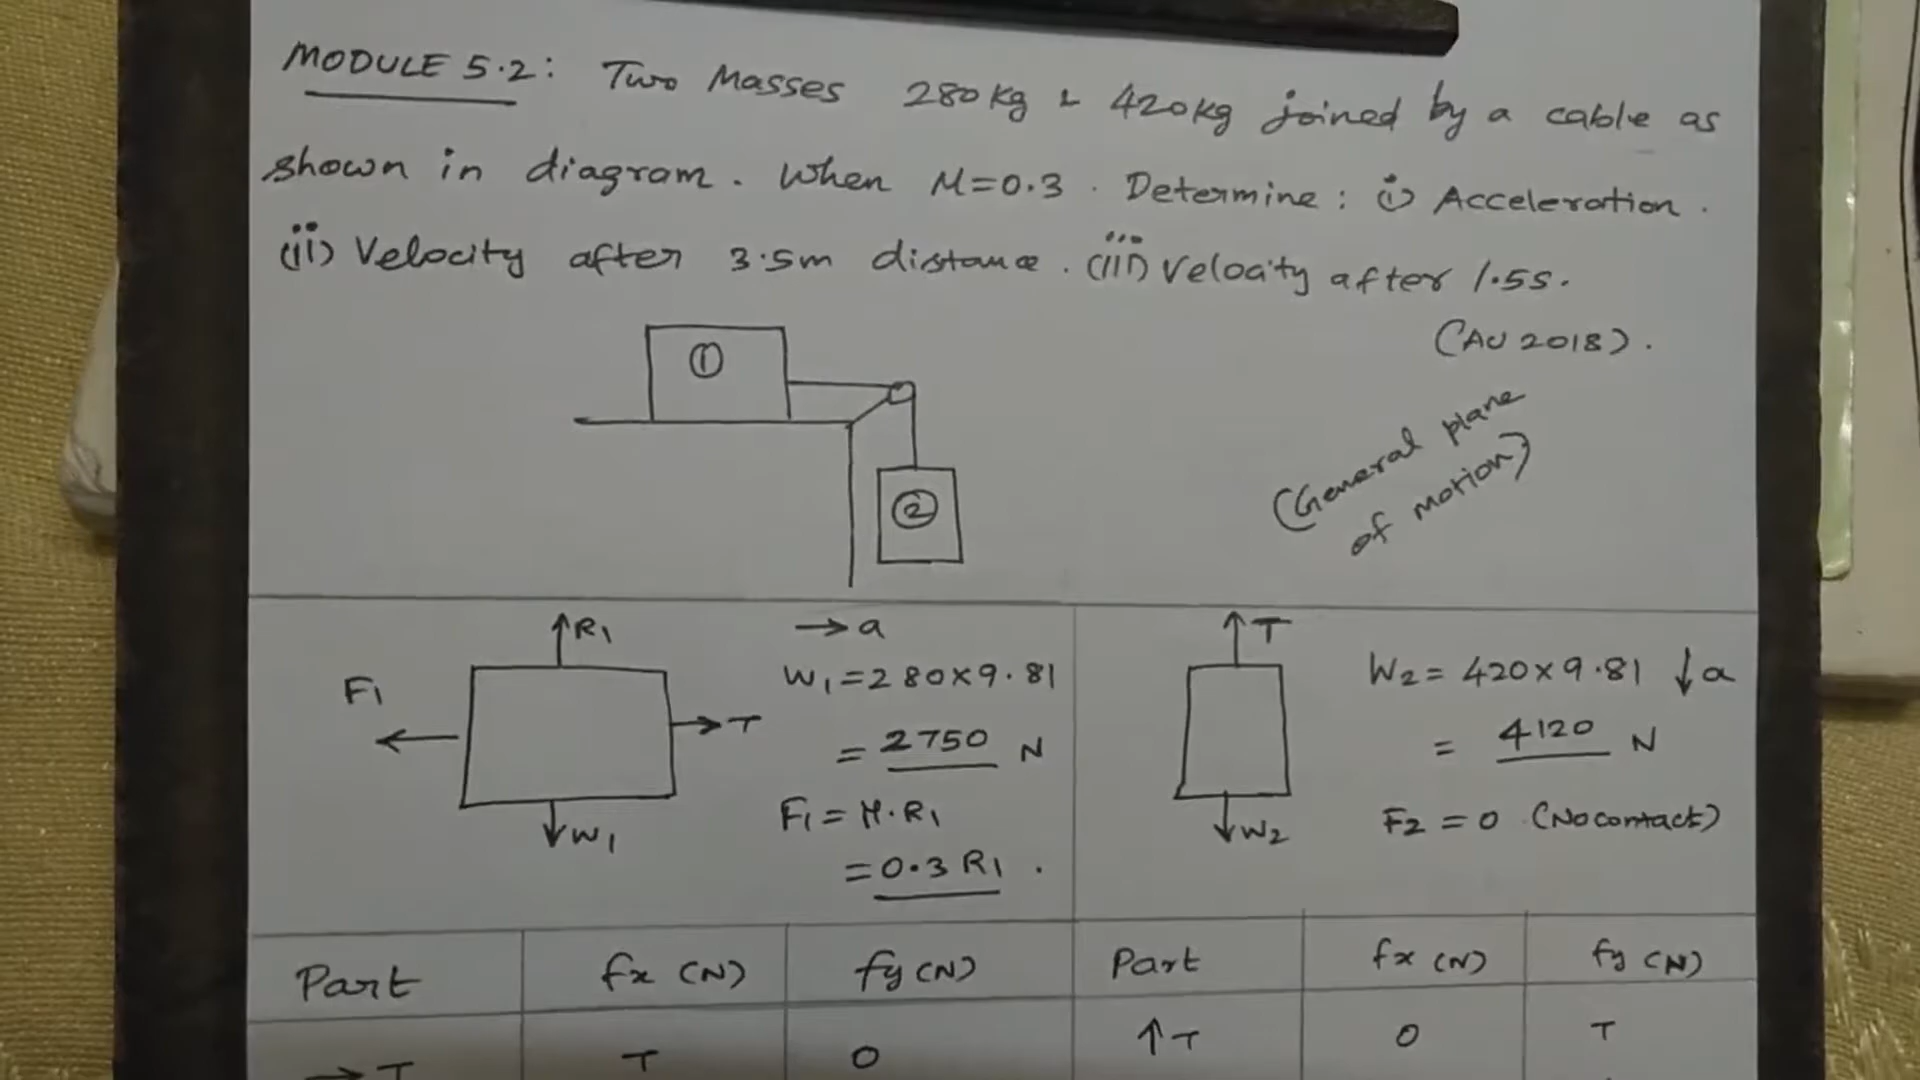 MODULE 5.2: Two Masses 280kg & 420kg joined by a cable as
shown in diagram. When M=0.3. Determine: (i) Acceleration.
(ii) Velocity after 3.5m distance. (iii) Velocity after 1.5s.
(AU 2018).
①
②
(General plane
of motion)
R1
F1
T
W1
→ a
W1 = 280×9.81
= 2750 N
F1 = μ.R1
= 0.3 R1.
T
W2
W2 = 420×9.81 ↓a
= 4120 N
F2 = 0 (No contact)
Part fx (N) fy (N) Part fx (N) fy (N)
→T T 0 ↑T 0 T